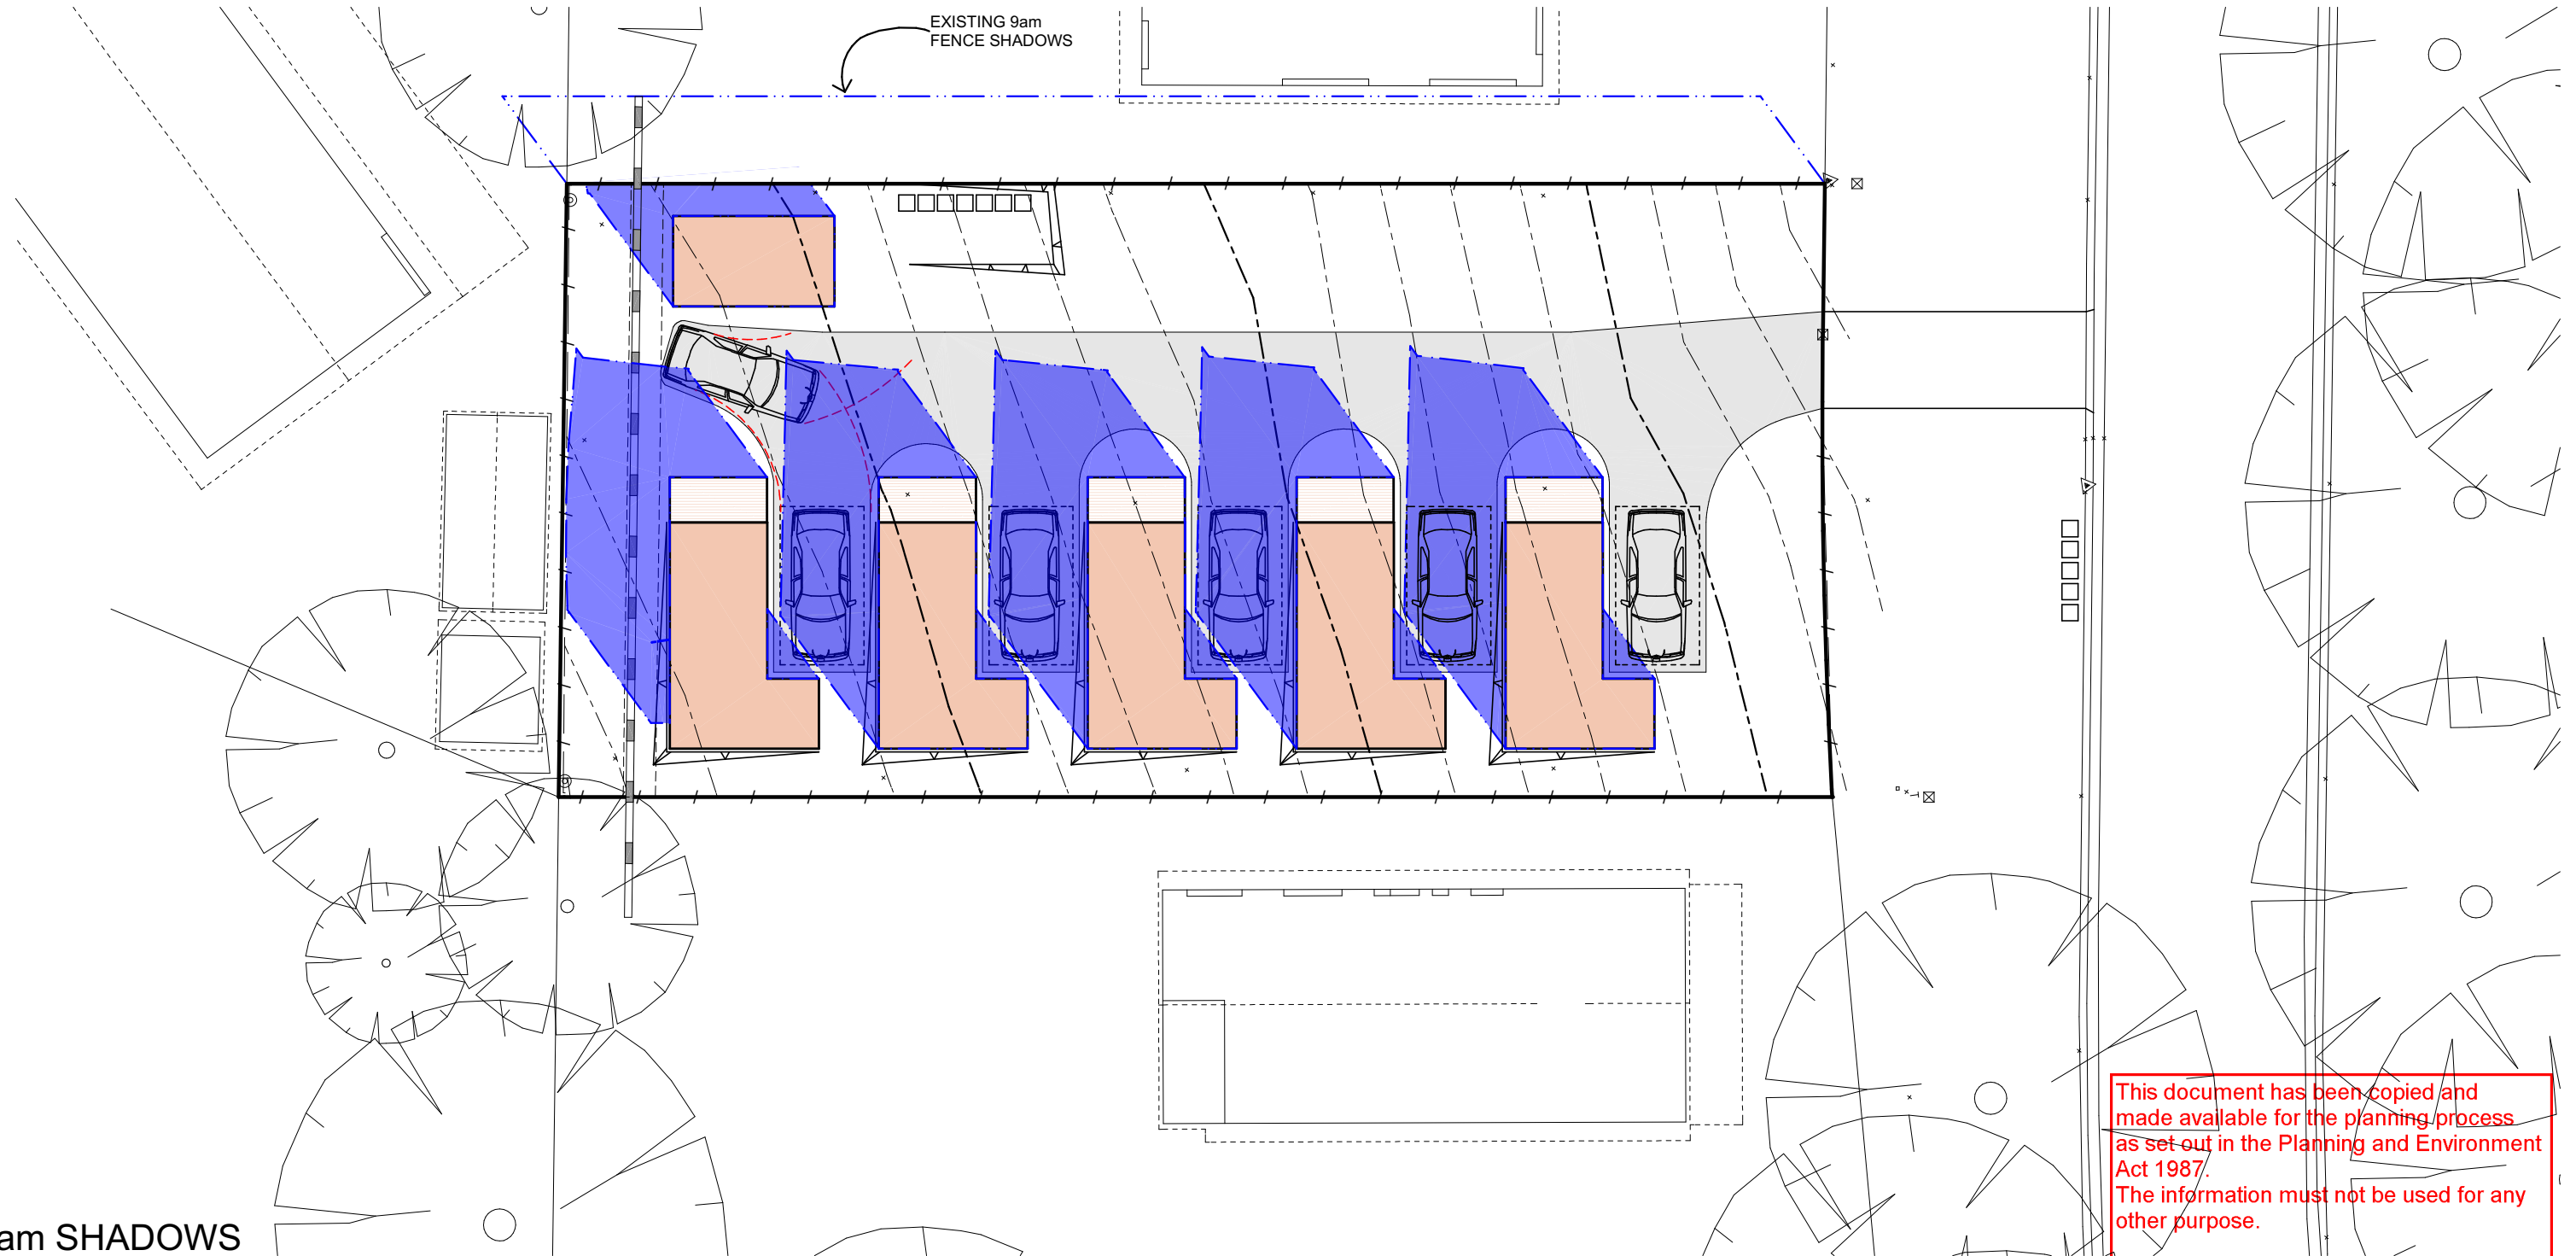 EXISTING 9am
FENCE SHADOWS
This document has been copied and
made available for the planning process
as set out in the Planning and Environment
Act 1987.
The information must not be used for any
other purpose.
am SHADOWS